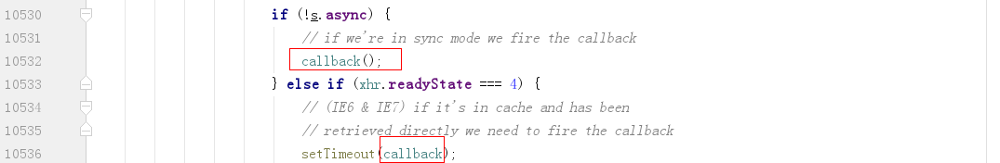 10530 if (!s.async) {
10531 // if we're in sync mode we fire the callback
10532 callback();
10533 } else if (xhr.readyState === 4) {
10534 // (IE6 & IE7) if it's in cache and has been
10535 // retrieved directly we need to fire the callback
10536 setTimeout(callback);